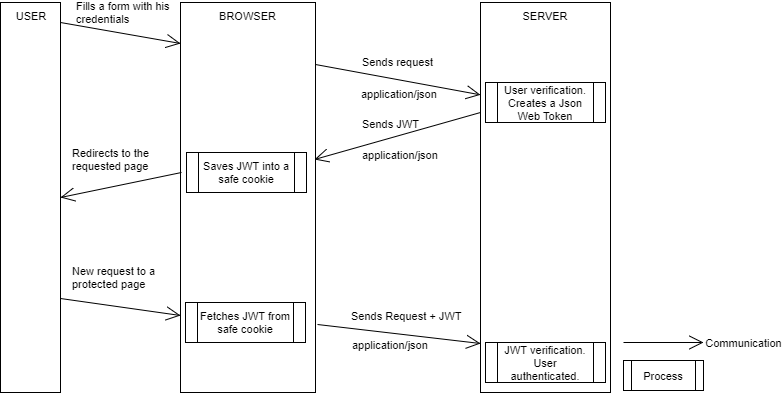 USER
BROWSER
SERVER
Fills a form with his
credentials
Sends request
application/json
User verification.
Creates a Json
Web Token
Sends JWT
application/json
Saves JWT into a
safe cookie
Redirects to the
requested page
New request to a
protected page
Fetches JWT from
safe cookie
Sends Request + JWT
application/json
JWT verification.
User
authenticated.
Communication
Process